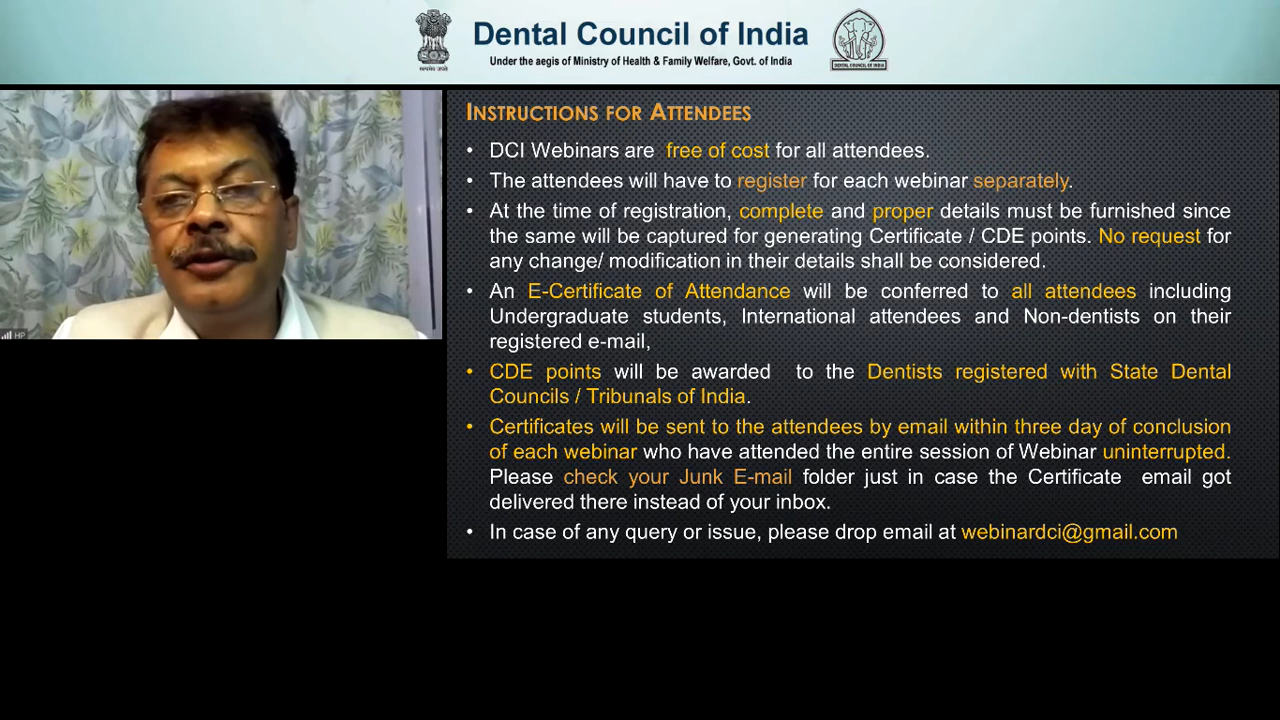 Dental Council of India
Under the aegis of Ministry of Health & Family Welfare, Govt. of India
सत्यमेव जयते
DENTAL COUNCIL OF INDIA
HP
INSTRUCTIONS FOR ATTENDEES
• DCI Webinars are free of cost for all attendees.
• The attendees will have to register for each webinar separately.
• At the time of registration, complete and proper details must be furnished since
the same will be captured for generating Certificate / CDE points. No request for
any change/ modification in their details shall be considered.
• An E-Certificate of Attendance will be conferred to all attendees including
Undergraduate students, International attendees and Non-dentists on their
registered e-mail,
• CDE points will be awarded to the Dentists registered with State Dental
Councils / Tribunals of India.
• Certificates will be sent to the attendees by email within three day of conclusion
of each webinar who have attended the entire session of Webinar uninterrupted.
Please check your Junk E-mail folder just in case the Certificate email got
delivered there instead of your inbox.
• In case of any query or issue, please drop email at webinardci@gmail.com